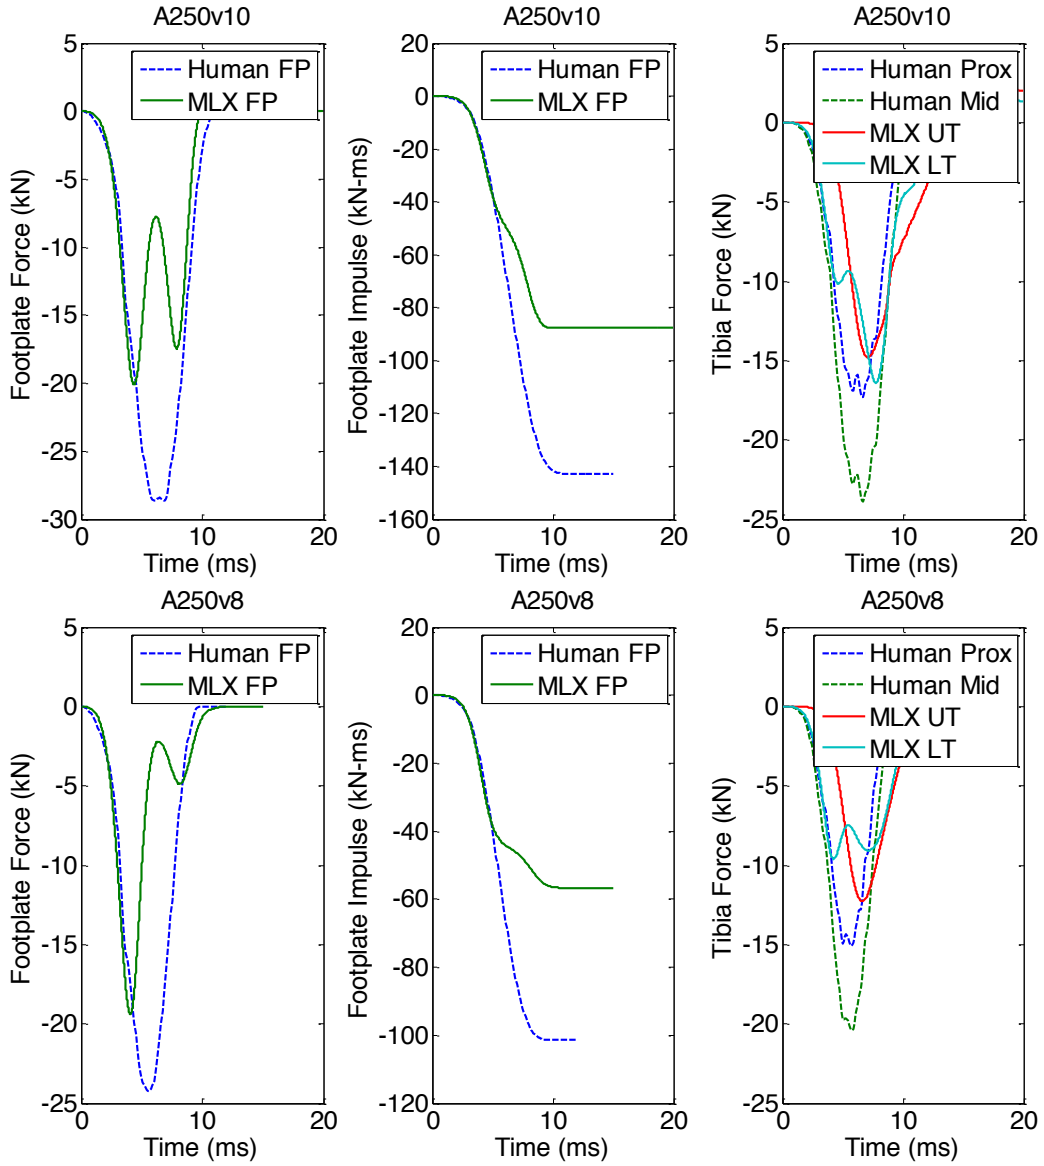 A250v10
5
0
-5
-10
-15
-20
-25
-30
0
10
20
Footplate Force (kN)
Time (ms)
Human FP
MLX FP
A250v10
20
0
-20
-40
-60
-80
-100
-120
-140
-160
0
10
20
Footplate Impulse (kN-ms)
Time (ms)
Human FP
MLX FP
A250v10
5
0
-5
-10
-15
-20
-25
0
10
20
Tibia Force (kN)
Time (ms)
Human Prox
Human Mid
MLX UT
MLX LT
A250v8
5
0
-5
-10
-15
-20
-25
0
10
20
Footplate Force (kN)
Time (ms)
Human FP
MLX FP
A250v8
20
0
-20
-40
-60
-80
-100
-120
0
10
20
Footplate Impulse (kN-ms)
Time (ms)
Human FP
MLX FP
A250v8
5
0
-5
-10
-15
-20
-25
0
10
20
Tibia Force (kN)
Time (ms)
Human Prox
Human Mid
MLX UT
MLX LT